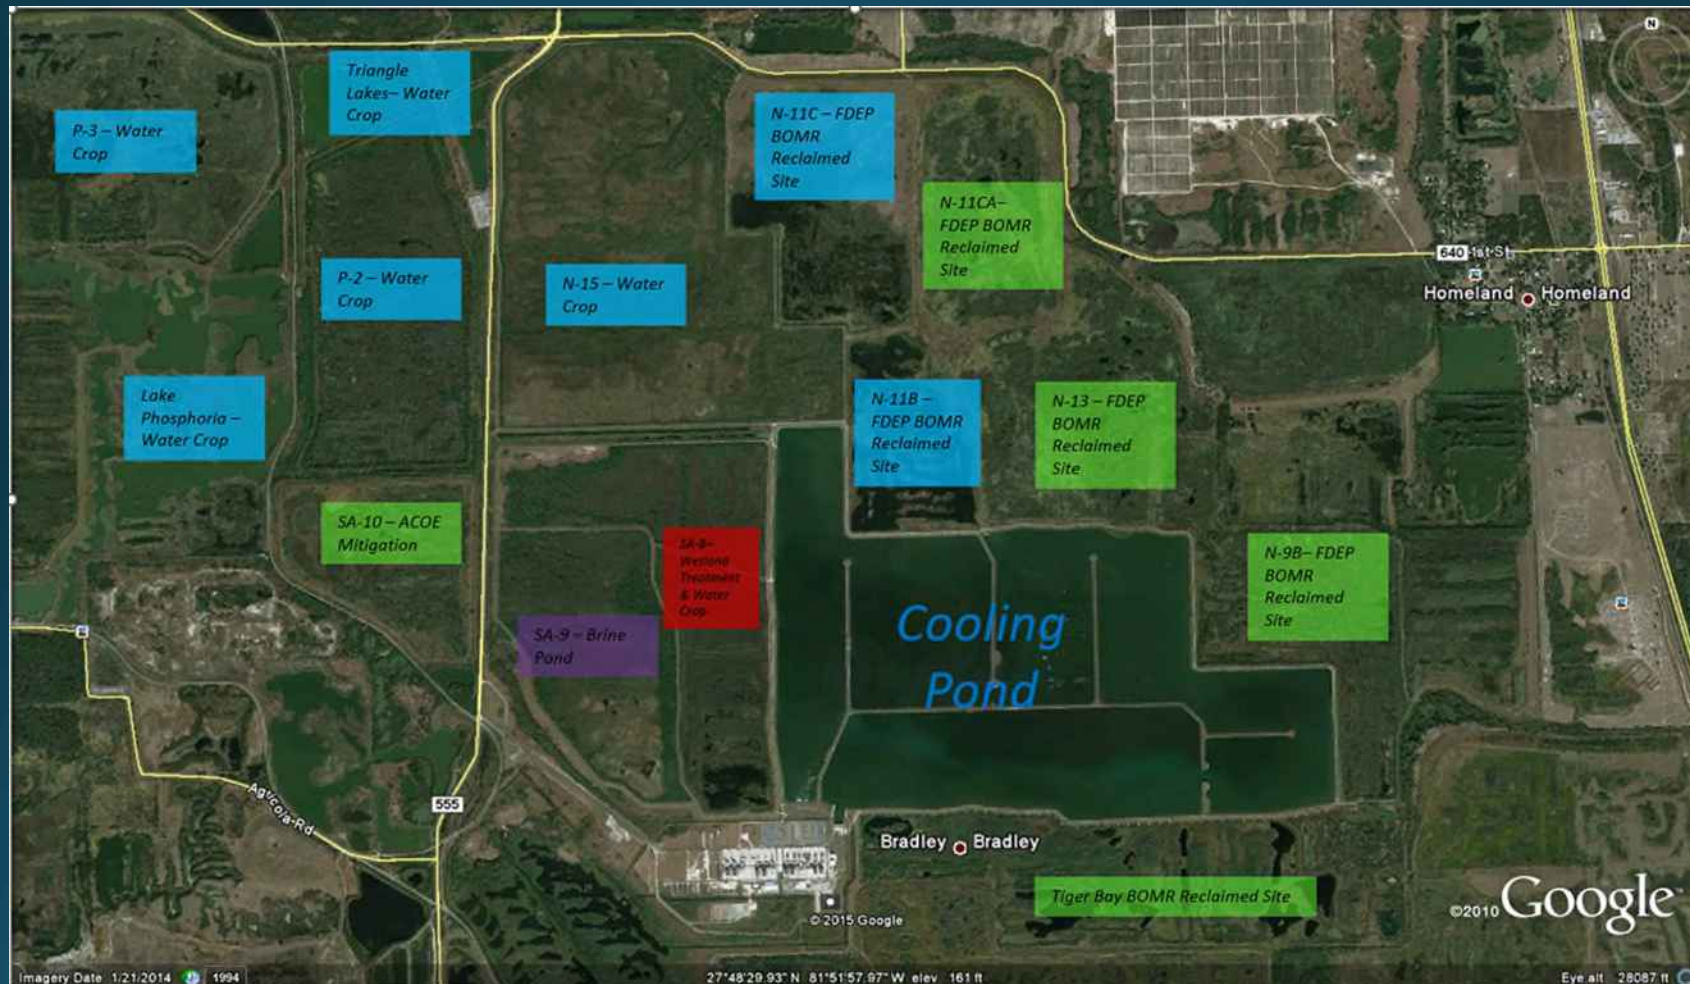 N
Triangle
Lakes– Water
Crop
P-3 – Water
Crop
N-11C – FDEP
BOMR
Reclaimed
Site
N-11CA–
FDEP BOMR
Reclaimed
Site
640
1st St
Homeland
Homeland
P-2 – Water
Crop
N-15 – Water
Crop
Lake
Phosphoria –
Water Crop
N-11B –
FDEP BOMR
Reclaimed
Site
N-13 – FDEP
BOMR
Reclaimed
Site
SA-10 – ACOE
Mitigation
SA-8–
Wetland
Treatment
& Water
Crop
N-9B– FDEP
BOMR
Reclaimed
Site
SA-9 – Brine
Pond
Cooling
Pond
555
Bradley
Bradley
Tiger Bay BOMR Reclaimed Site
© 2015 Google
©2010 Google
Imagery Date 1/21/2014
1994
27°48'29.93" N 81°51'57.97" W elev 161 ft
Eye alt 28087 ft